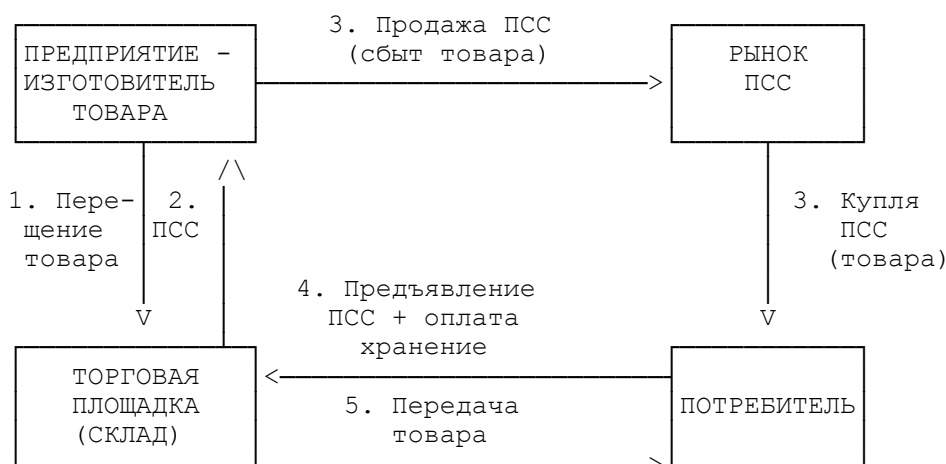 3. Продажа ПСС
(сбыт товара)
ПРЕДПРИЯТИЕ –
ИЗГОТОВИТЕЛЬ
ТОВАРА
РЫНОК
ПСС
1. Пере-
щение
товара
2.
ПСС
3. Купля
ПСС
(товара)
4. Предъявление
ПСС + оплата
хранение
ТОРГОВАЯ
ПЛОЩАДКА
(СКЛАД)
5. Передача
товара
ПОТРЕБИТЕЛЬ